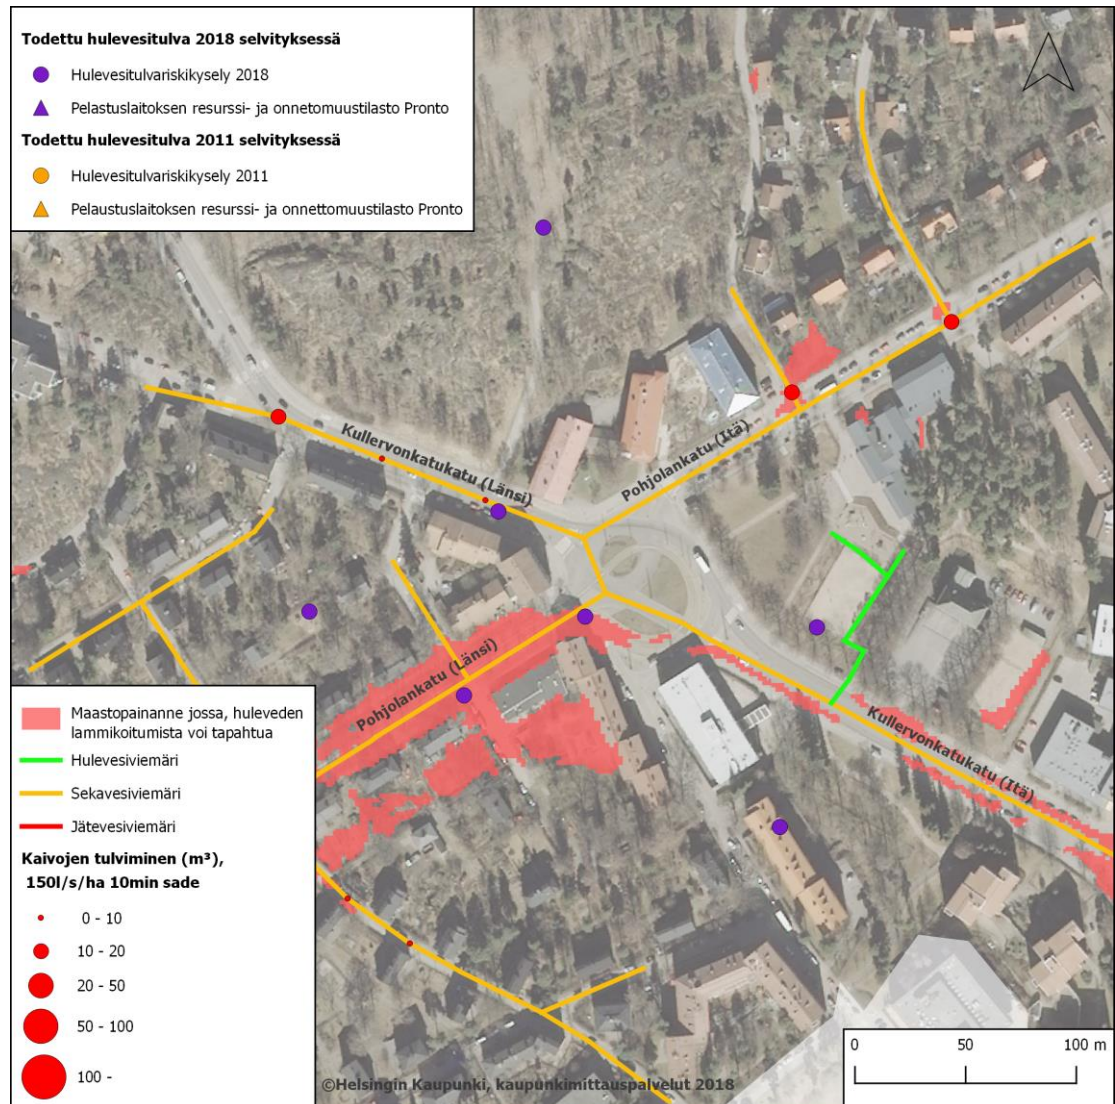 Todettu hulevesitulva 2018 selvityksessä
Hulevesitulvariskikysely 2018
Pelastuslaitoksen resurssi- ja onnetomuustilasto Pronto
Todettu hulevesitulva 2011 selvityksessä
Hulevesitulvariskikysely 2011
Pelaustuslaitoksen resurssi- ja onnettomuustilasto Pronto
Kullervonkatukatu (Länsi)
Pohjolankatu (Itä)
Pohjolankatu (Länsi)
Kullervonkatukatu (Itä)
Maastopainanne jossa, huleveden
lammikoitumista voi tapahtua
Hulevesiviemäri
Sekavesiviemäri
Jätevesiviemäri
Kaivojen tulviminen (m³),
150l/s/ha 10min sade
0 - 10
10 - 20
20 - 50
50 - 100
100 -
0 50 100 m
©Helsingin Kaupunki, kaupunkimittauspalvelut 2018